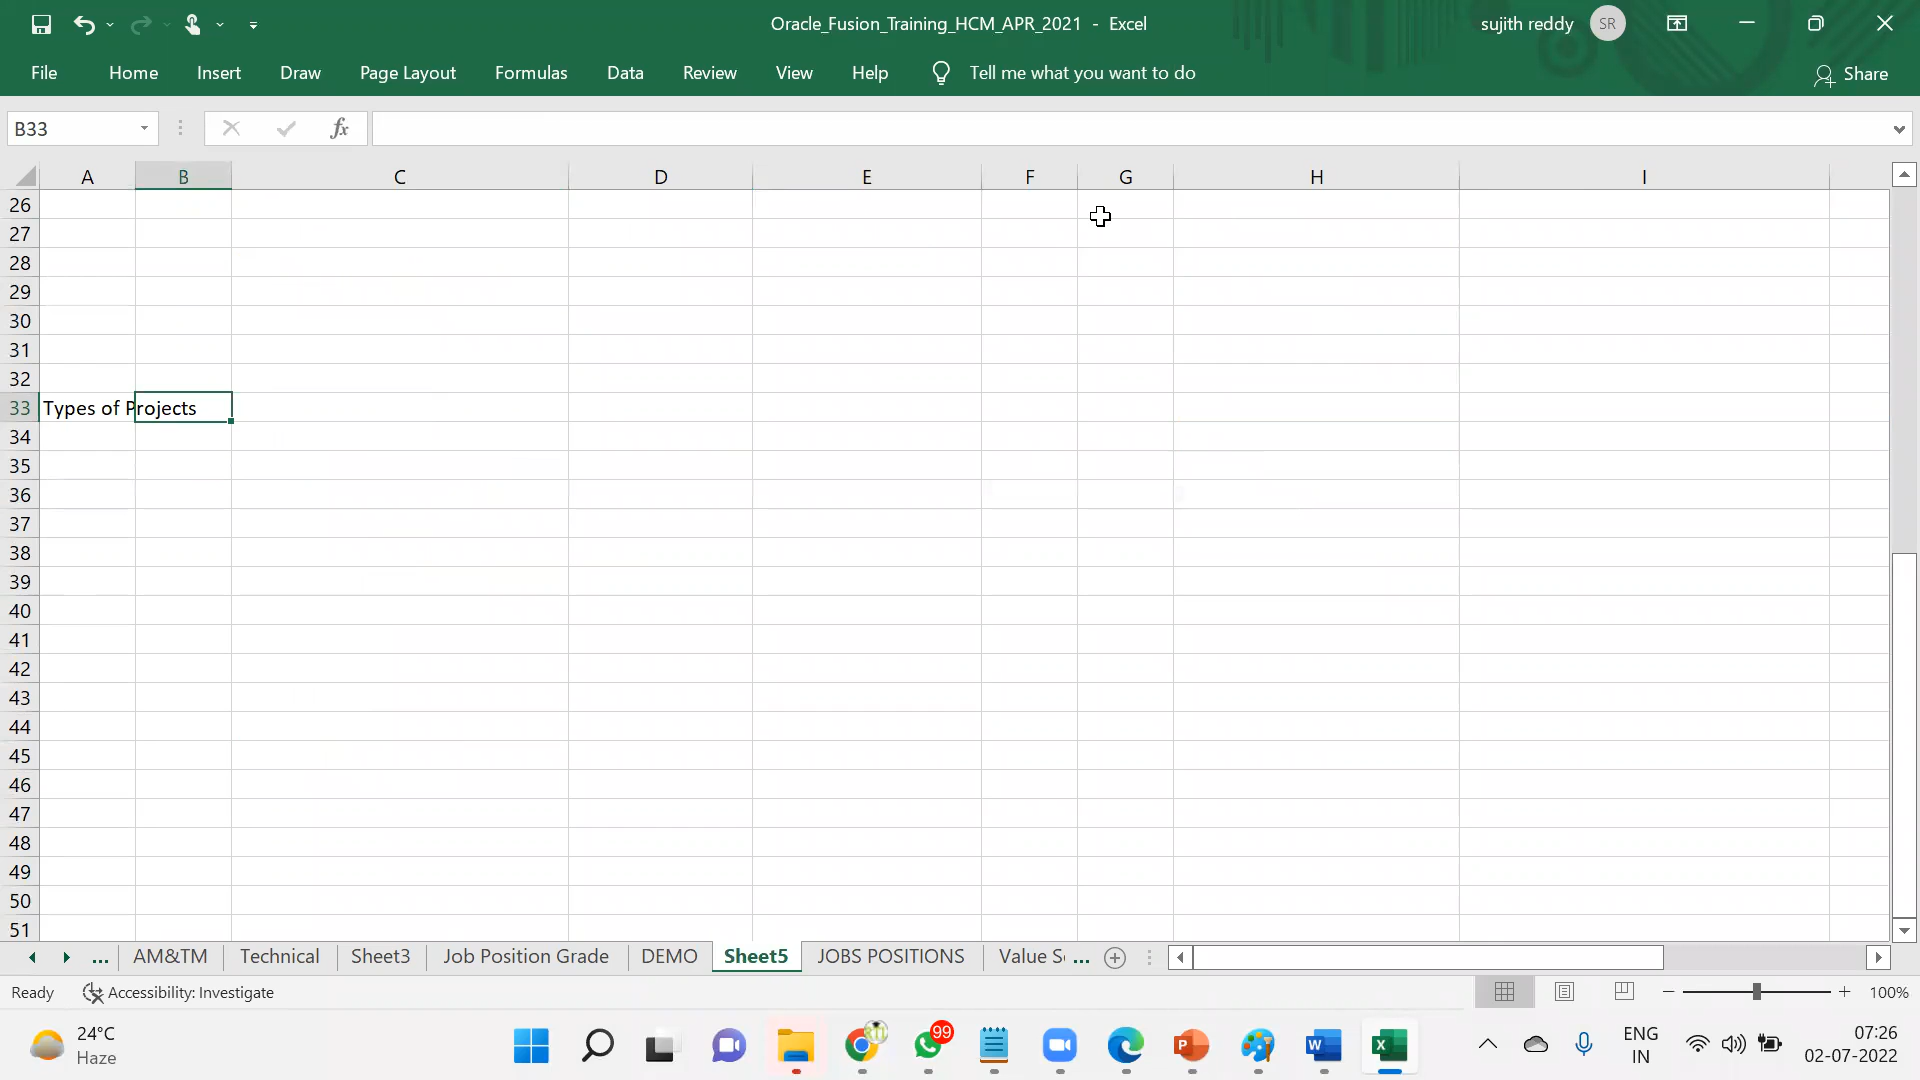 Oracle_Fusion_Training_HCM_APR_2021 - Excel
sujith reddy
SR
File Home Insert Draw Page Layout Formulas Data Review View Help Tell me what you want to do
Share
B33
fx
A B C D E F G H I
26
27
28
29
30
31
32
33 Types of Projects
34
35
36
37
38
39
40
41
42
43
44
45
46
47
48
49
50
51
... AM&TM Technical Sheet3 Job Position Grade DEMO Sheet5 JOBS POSITIONS Value S ...
Ready Accessibility: Investigate
100%
24°C
Haze
99
ENG
IN
07:26
02-07-2022